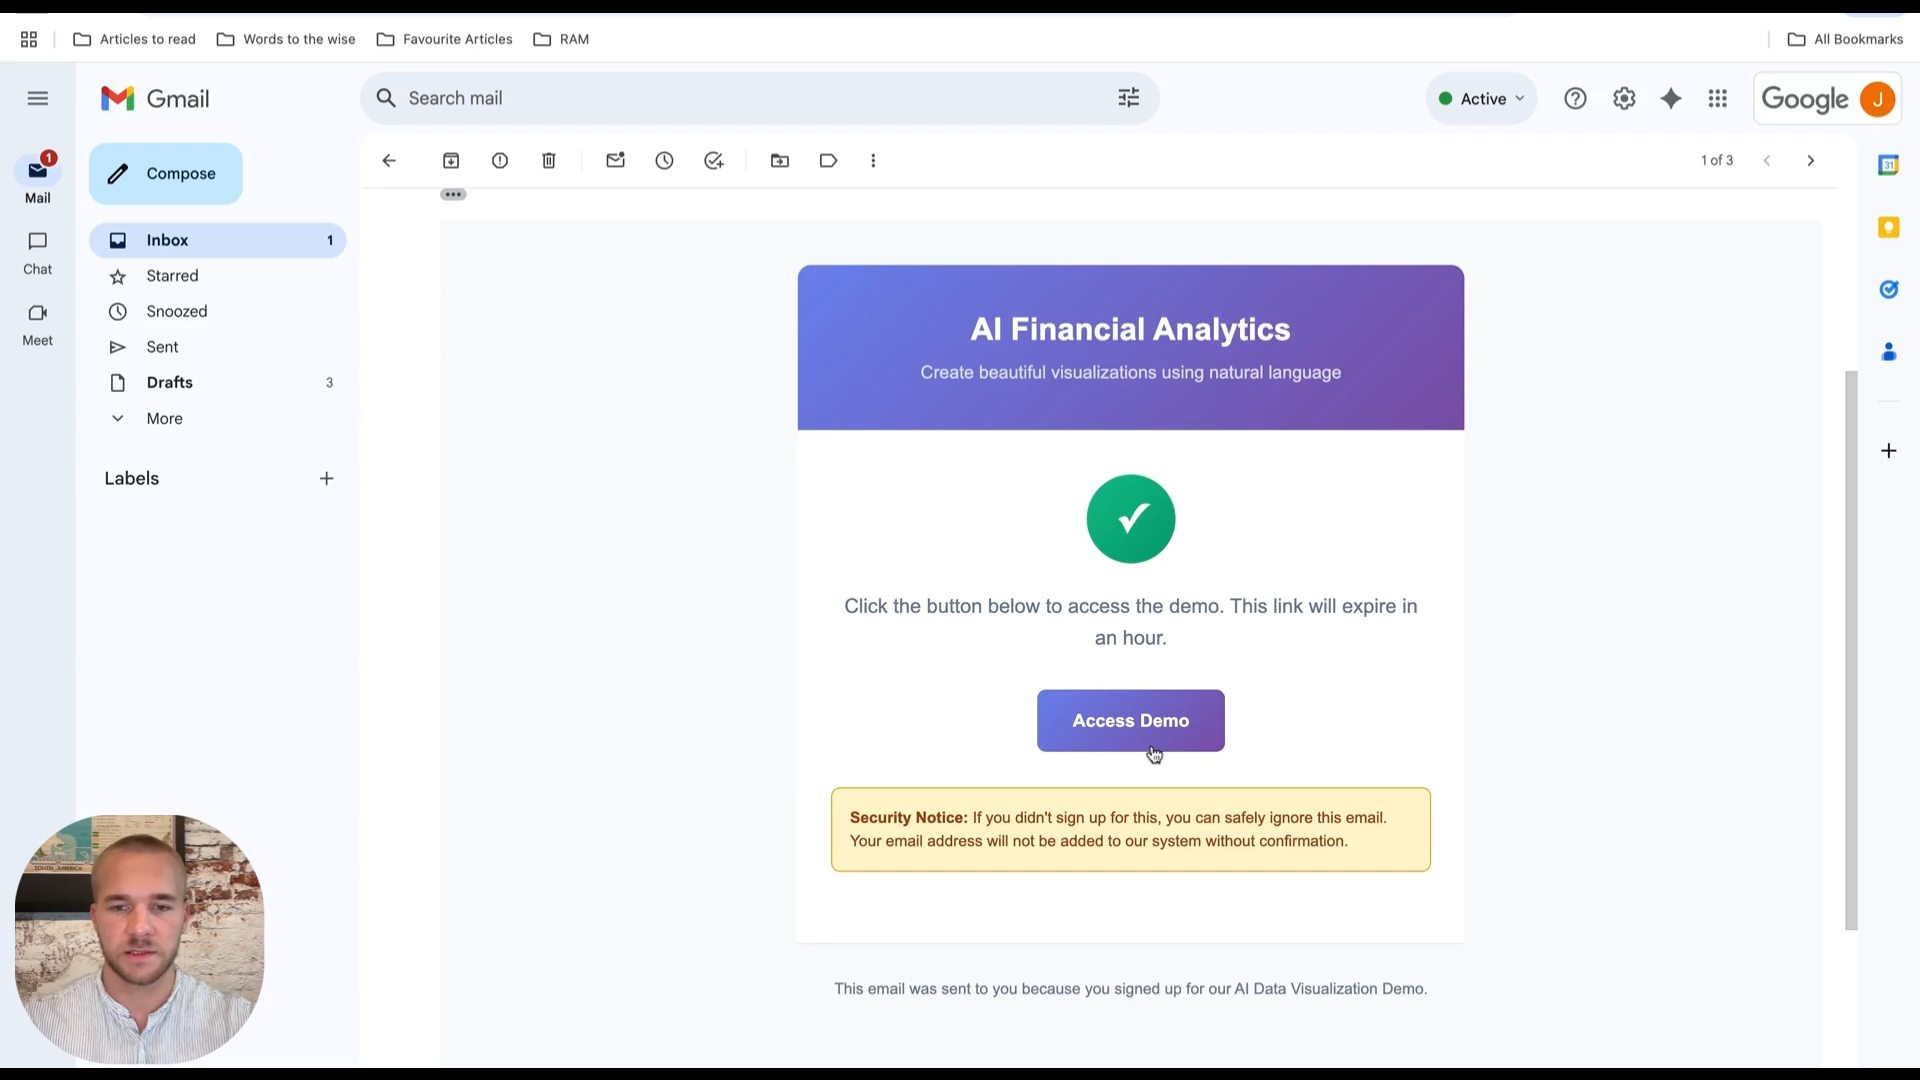 Articles to read
Words to the wise
Favourite Articles
RAM
All Bookmarks
Gmail
Search mail
Active
Google
J
1
Mail
Chat
Meet
Compose
Inbox 1
Starred
Snoozed
Sent
Drafts 3
More
Labels
1 of 3
31
AI Financial Analytics
Create beautiful visualizations using natural language
Click the button below to access the demo. This link will expire in
an hour.
Access Demo
Security Notice: If you didn't sign up for this, you can safely ignore this email.
Your email address will not be added to our system without confirmation.
This email was sent to you because you signed up for our AI Data Visualization Demo.
SOUTH AMERICA